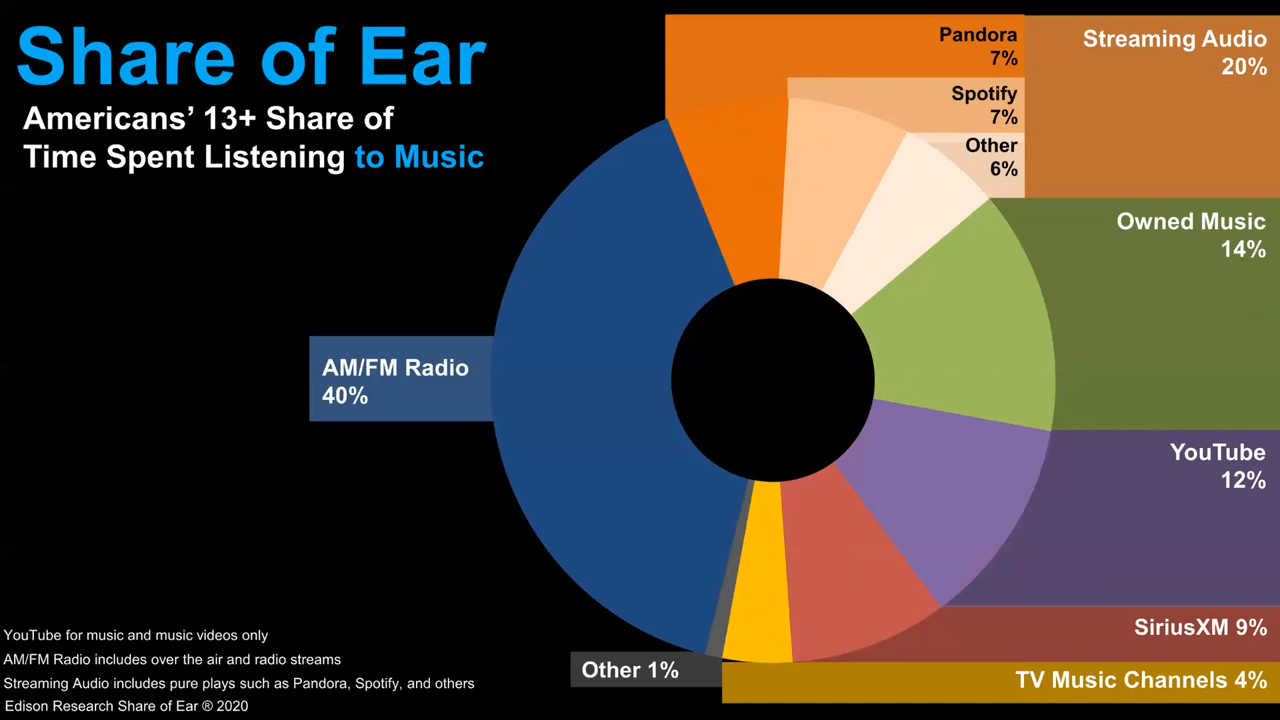 Share of Ear
Americans’ 13+ Share of
Time Spent Listening to Music
Pandora
7%
Spotify
7%
Other
6%
Streaming Audio
20%
Owned Music
14%
YouTube
12%
SiriusXM 9%
TV Music Channels 4%
Other 1%
AM/FM Radio
40%
YouTube for music and music videos only
AM/FM Radio includes over the air and radio streams
Streaming Audio includes pure plays such as Pandora, Spotify, and others
Edison Research Share of Ear ® 2020